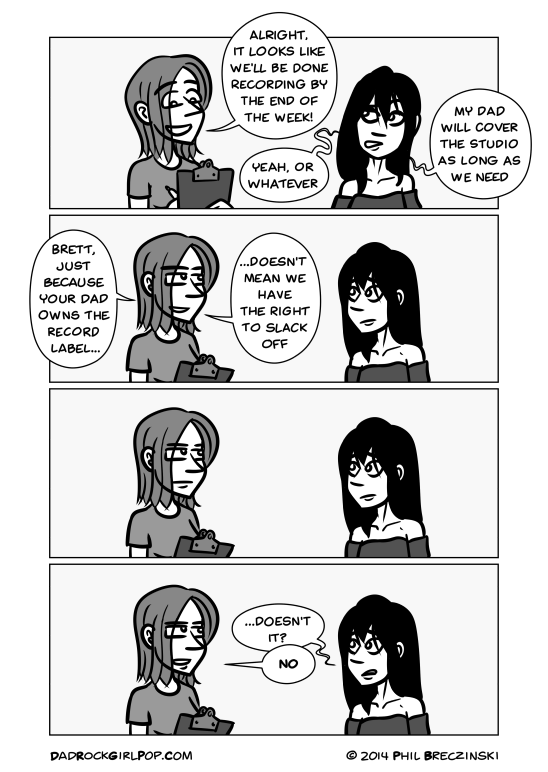 ALRIGHT,
IT LOOKS LIKE
WE'LL BE DONE
RECORDING BY
THE END OF
THE WEEK!
YEAH, OR
WHATEVER
MY DAD
WILL COVER
THE STUDIO
AS LONG AS
WE NEED
BRETT,
JUST
BECAUSE
YOUR DAD
OWNS THE
RECORD
LABEL...
...DOESN'T
MEAN WE
HAVE
THE RIGHT
TO SLACK
OFF
...DOESN'T
IT?
NO
DADROCKGIRLPOP.COM
© 2014 PHIL BRECZINSKI